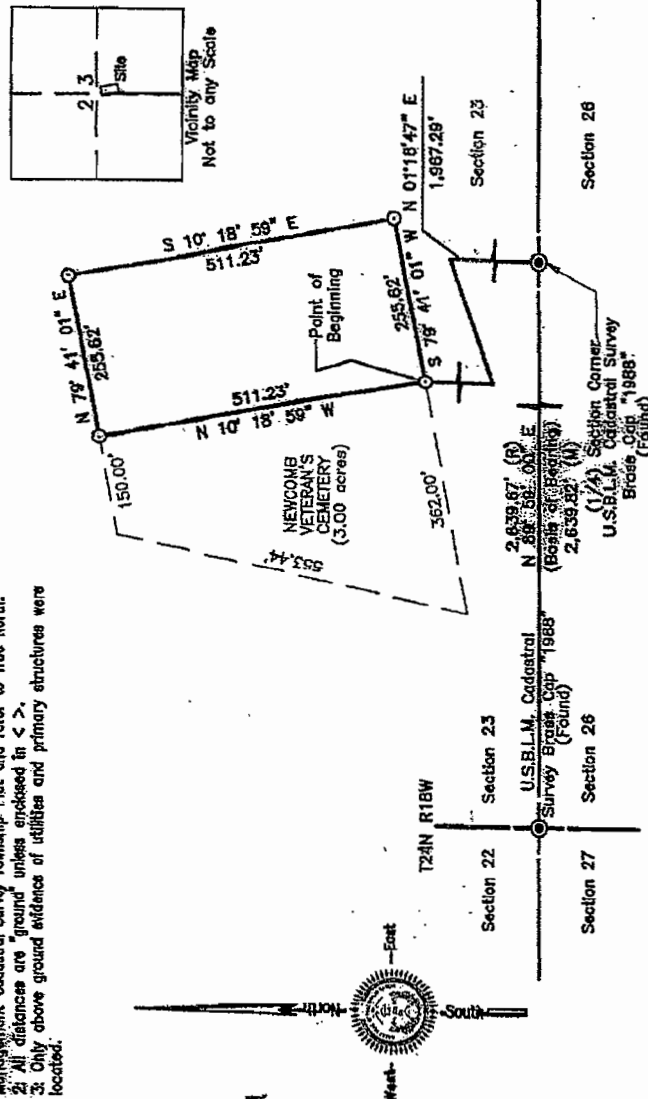 2: All distances are "ground" unless enclosed in < >.
3: Only above ground evidence of utilities and primary structures were
located.
2 3
Site
Vicinity Map
Not to any Scale
N 79° 41' 01" E
255.62'
S 10° 18' 59" E
511.23'
150.00'
511.23'
N 10° 18' 59" W
Point of
Beginning
NEWCOMB
VETERAN'S
CEMETERY
(3.00 acres)
553.44'
362.00'
255.62'
S 79° 41' 01" W
N 01°18'47" E
1,967.29'
Section 23
Section 26
2,639.67' (R)
N 89° 59' 00" E
(Basis of Bearing)
2,639.82' (M)
(1/4) Section Corner
U.S.B.L.M. Cadastral Survey
Brass Cap "1988"
(Found)
U.S.B.L.M. Cadastral
Survey Brass Cap "1988"
(Found)
T24N R18W
Section 22
Section 23
Section 27
Section 26
North
East
South
West